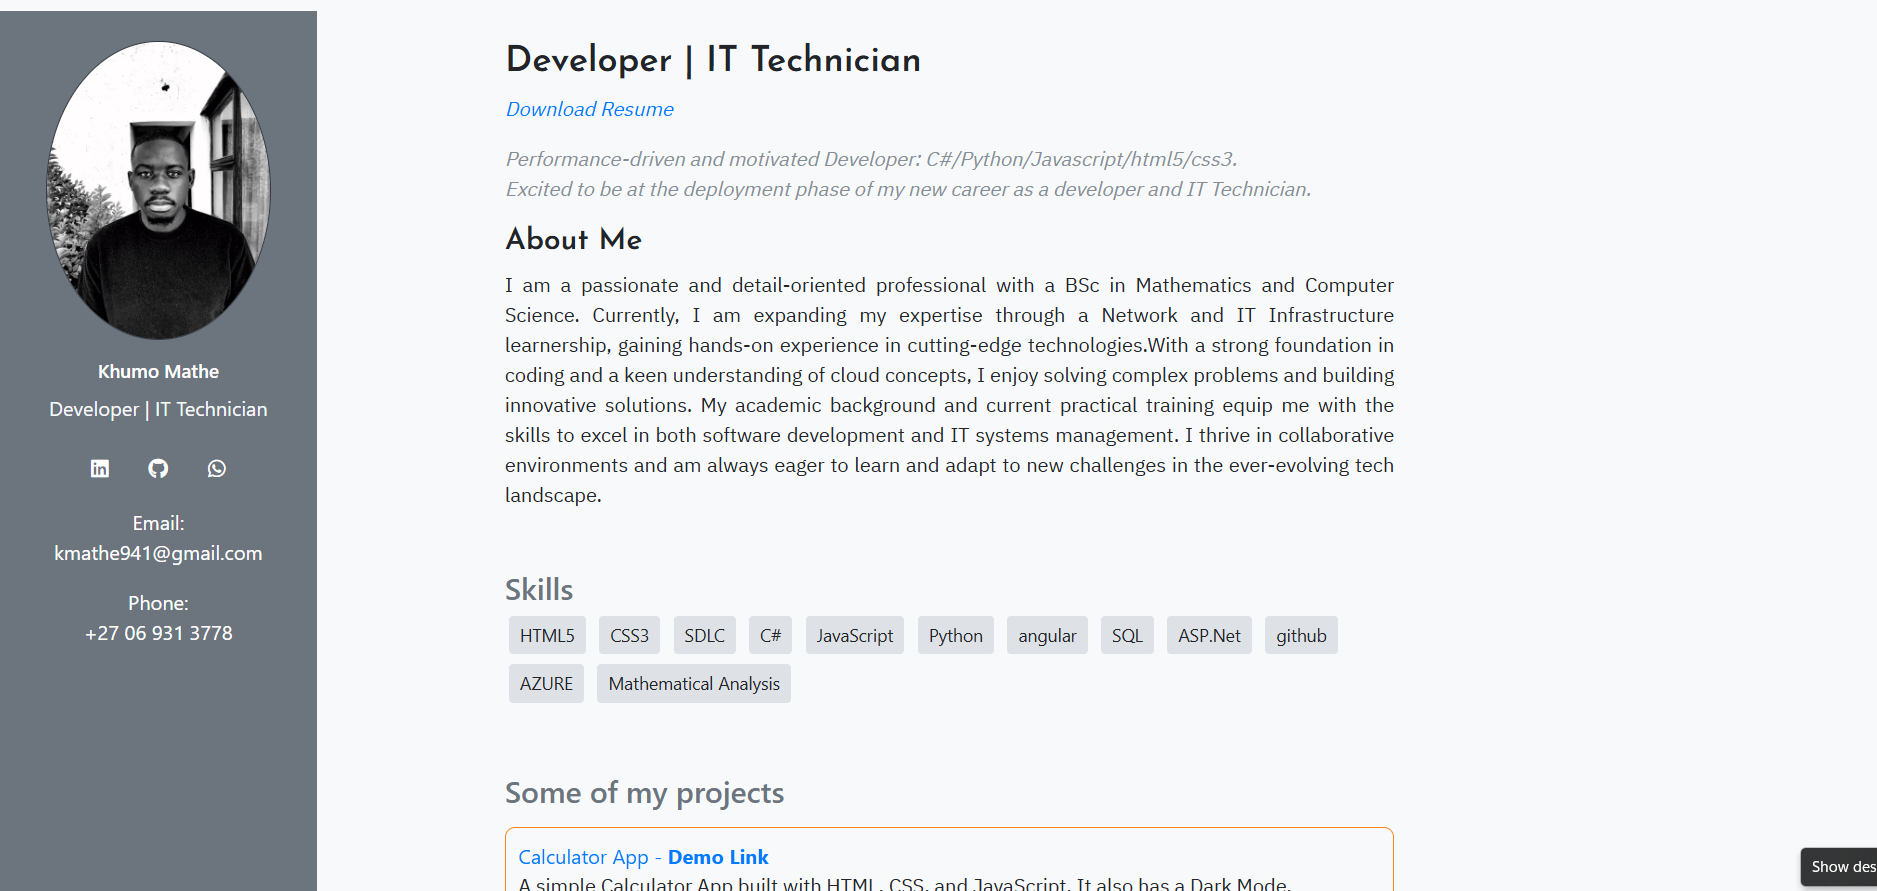 Khumo Mathe
Developer | IT Technician
Email:
kmathe941@gmail.com
Phone:
+27 06 931 3778
Developer | IT Technician
Download Resume
Performance-driven and motivated Developer: C#/Python/Javascript/html5/css3.
Excited to be at the deployment phase of my new career as a developer and IT Technician.
About Me
I am a passionate and detail-oriented professional with a BSc in Mathematics and Computer
Science. Currently, I am expanding my expertise through a Network and IT Infrastructure
learnership, gaining hands-on experience in cutting-edge technologies.With a strong foundation in
coding and a keen understanding of cloud concepts, I enjoy solving complex problems and building
innovative solutions. My academic background and current practical training equip me with the
skills to excel in both software development and IT systems management. I thrive in collaborative
environments and am always eager to learn and adapt to new challenges in the ever-evolving tech
landscape.
Skills
HTML5 CSS3 SDLC C# JavaScript Python angular SQL ASP.Net github
AZURE Mathematical Analysis
Some of my projects
Calculator App - Demo Link
A simple Calculator App built with HTML, CSS, and JavaScript. It also has a Dark Mode.
Show des